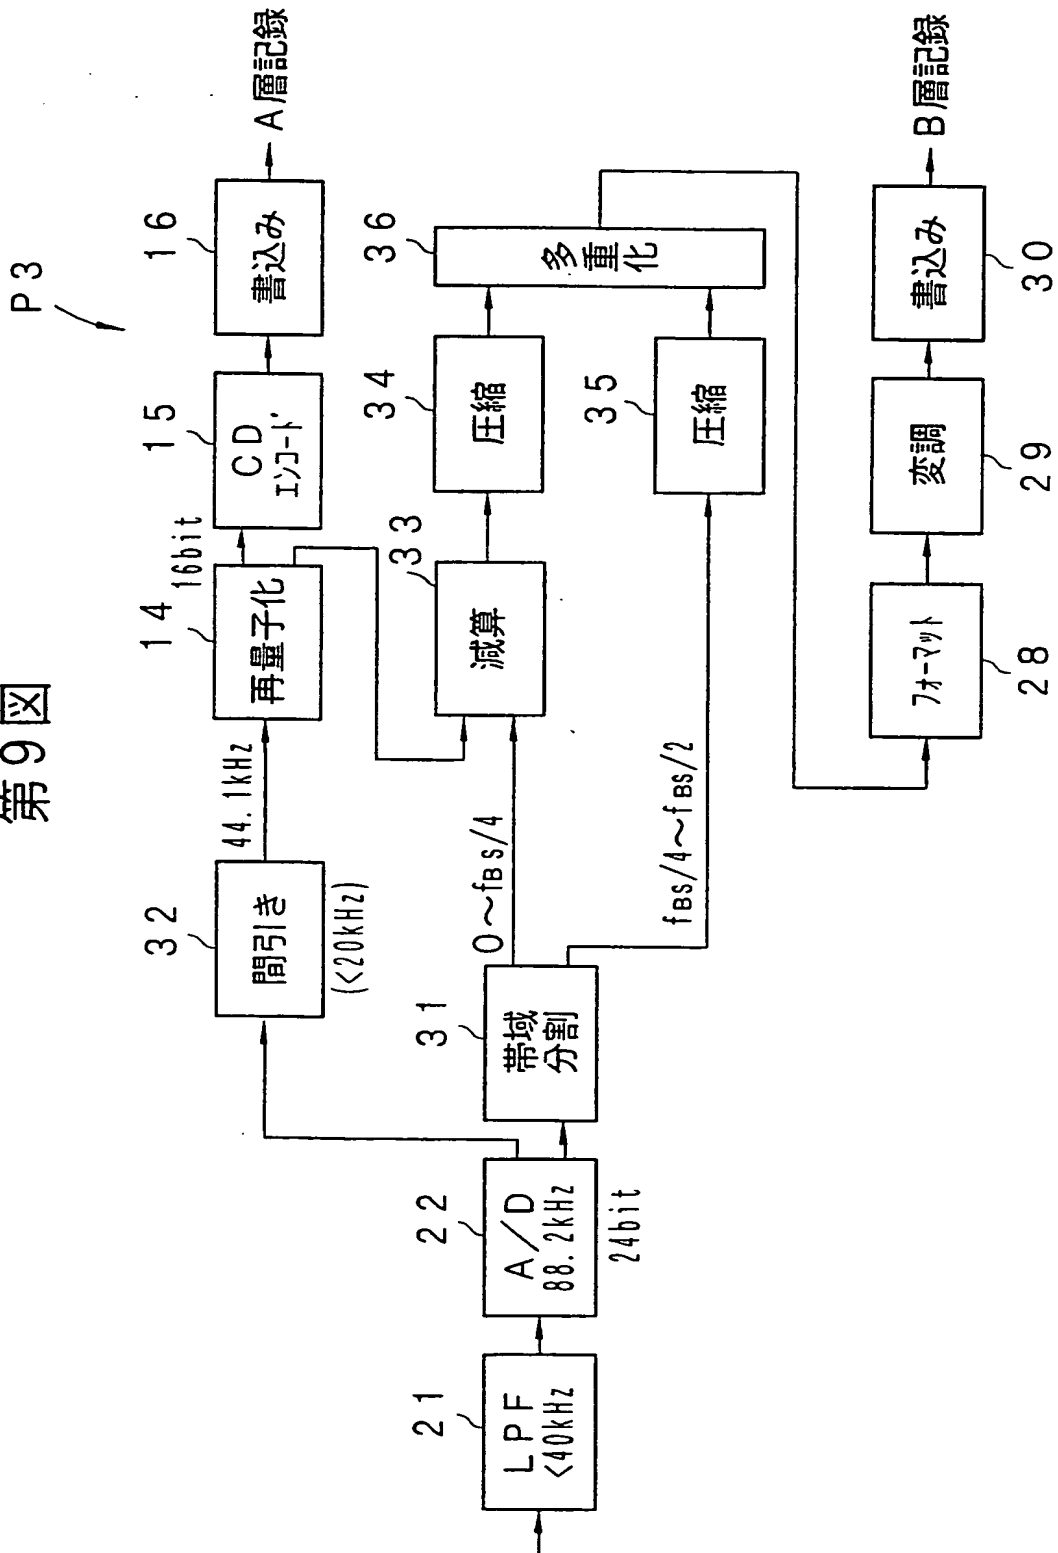 第9図
P3
21
LPF
<40kHz
22
A/D
88.2kHz
24bit
32
間引き
(<20kHz)
44.1kHz
14
再量子化
16bit
15
CD
エンコード
16
書込み
A層記録
31
帯域
分割
0〜fBS/4
fBS/4〜fBS/2
33
減算
34
圧縮
35
圧縮
36
多重化
28
フォーマット
29
変調
30
書込み
B層記録